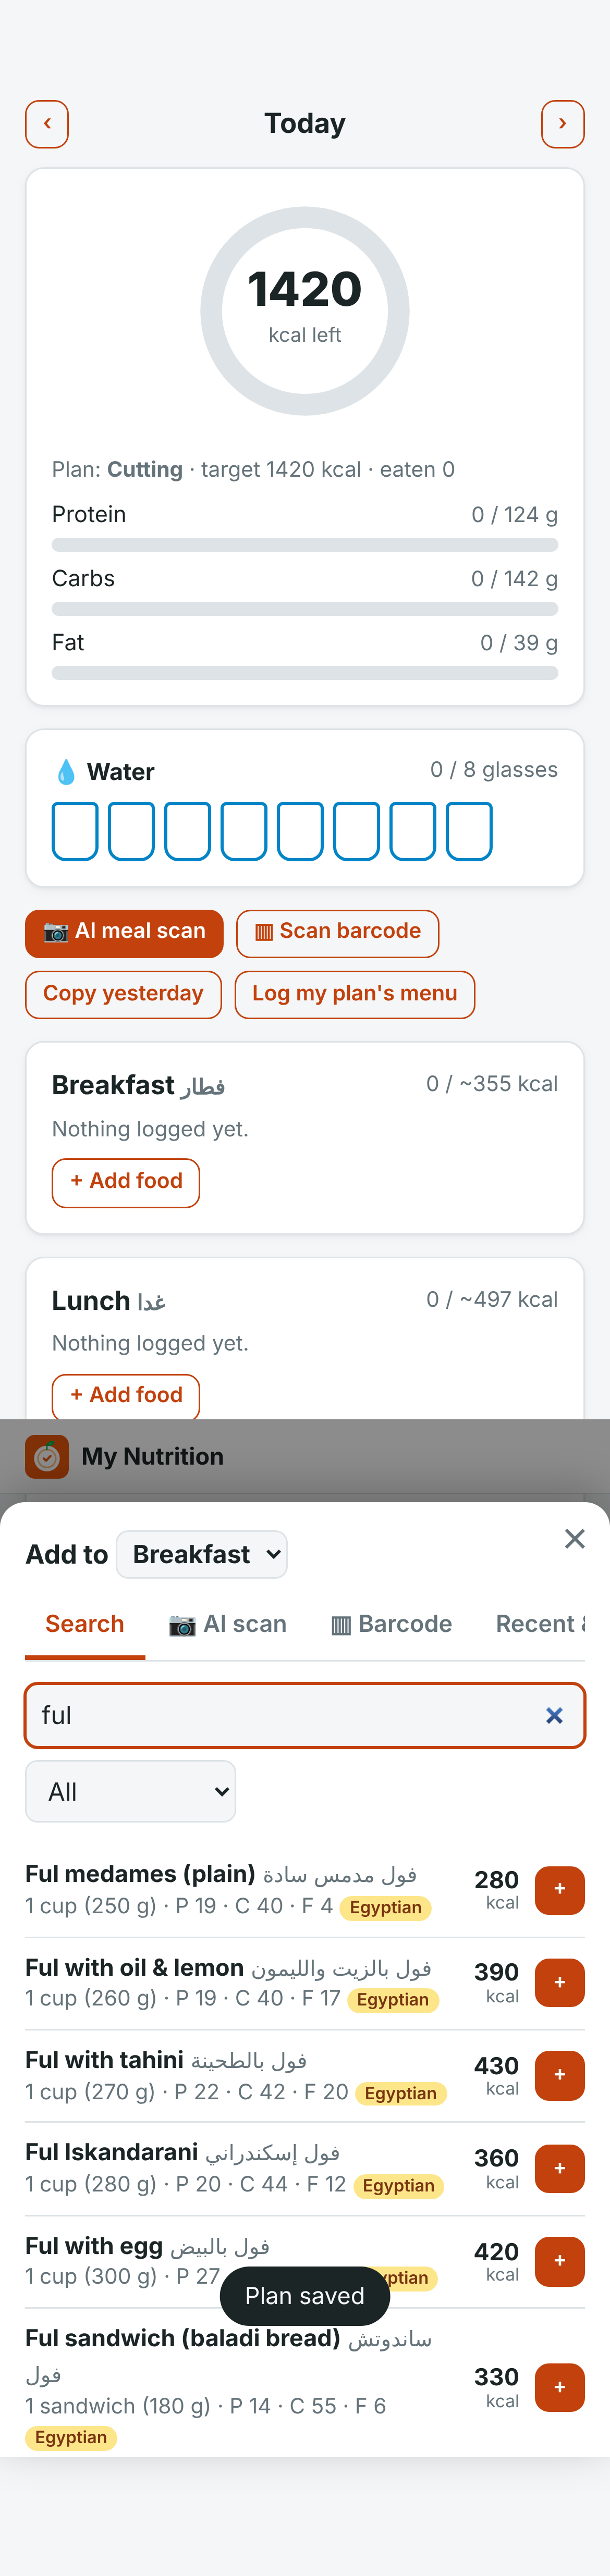 ‹ Today ›
1420
kcal left
Plan: Cutting · target 1420 kcal · eaten 0
Protein 0 / 124 g
Carbs 0 / 142 g
Fat 0 / 39 g
💧 Water 0 / 8 glasses
📷 AI meal scan ▥ Scan barcode
Copy yesterday Log my plan's menu
Breakfast فطار 0 / ~355 kcal
Nothing logged yet.
+ Add food
Lunch غدا 0 / ~497 kcal
Nothing logged yet.
+ Add food
My Nutrition
Add to Breakfast ✕
Search 📷 AI scan ▥ Barcode Recent &
ful ✕
All
Ful medames (plain) فول مدمس سادة 280
1 cup (250 g) · P 19 · C 40 · F 4 Egyptian kcal +
Ful with oil & lemon فول بالزيت والليمون 390
1 cup (260 g) · P 19 · C 40 · F 17 Egyptian kcal +
Ful with tahini فول بالطحينة 430
1 cup (270 g) · P 22 · C 42 · F 20 Egyptian kcal +
Ful Iskandarani فول إسكندراني 360
1 cup (280 g) · P 20 · C 44 · F 12 Egyptian kcal +
Ful with egg فول بالبيض 420
1 cup (300 g) · P 27 yptian kcal +
Plan saved
Ful sandwich (baladi bread) ساندوتش
فول 330
1 sandwich (180 g) · P 14 · C 55 · F 6 kcal +
Egyptian